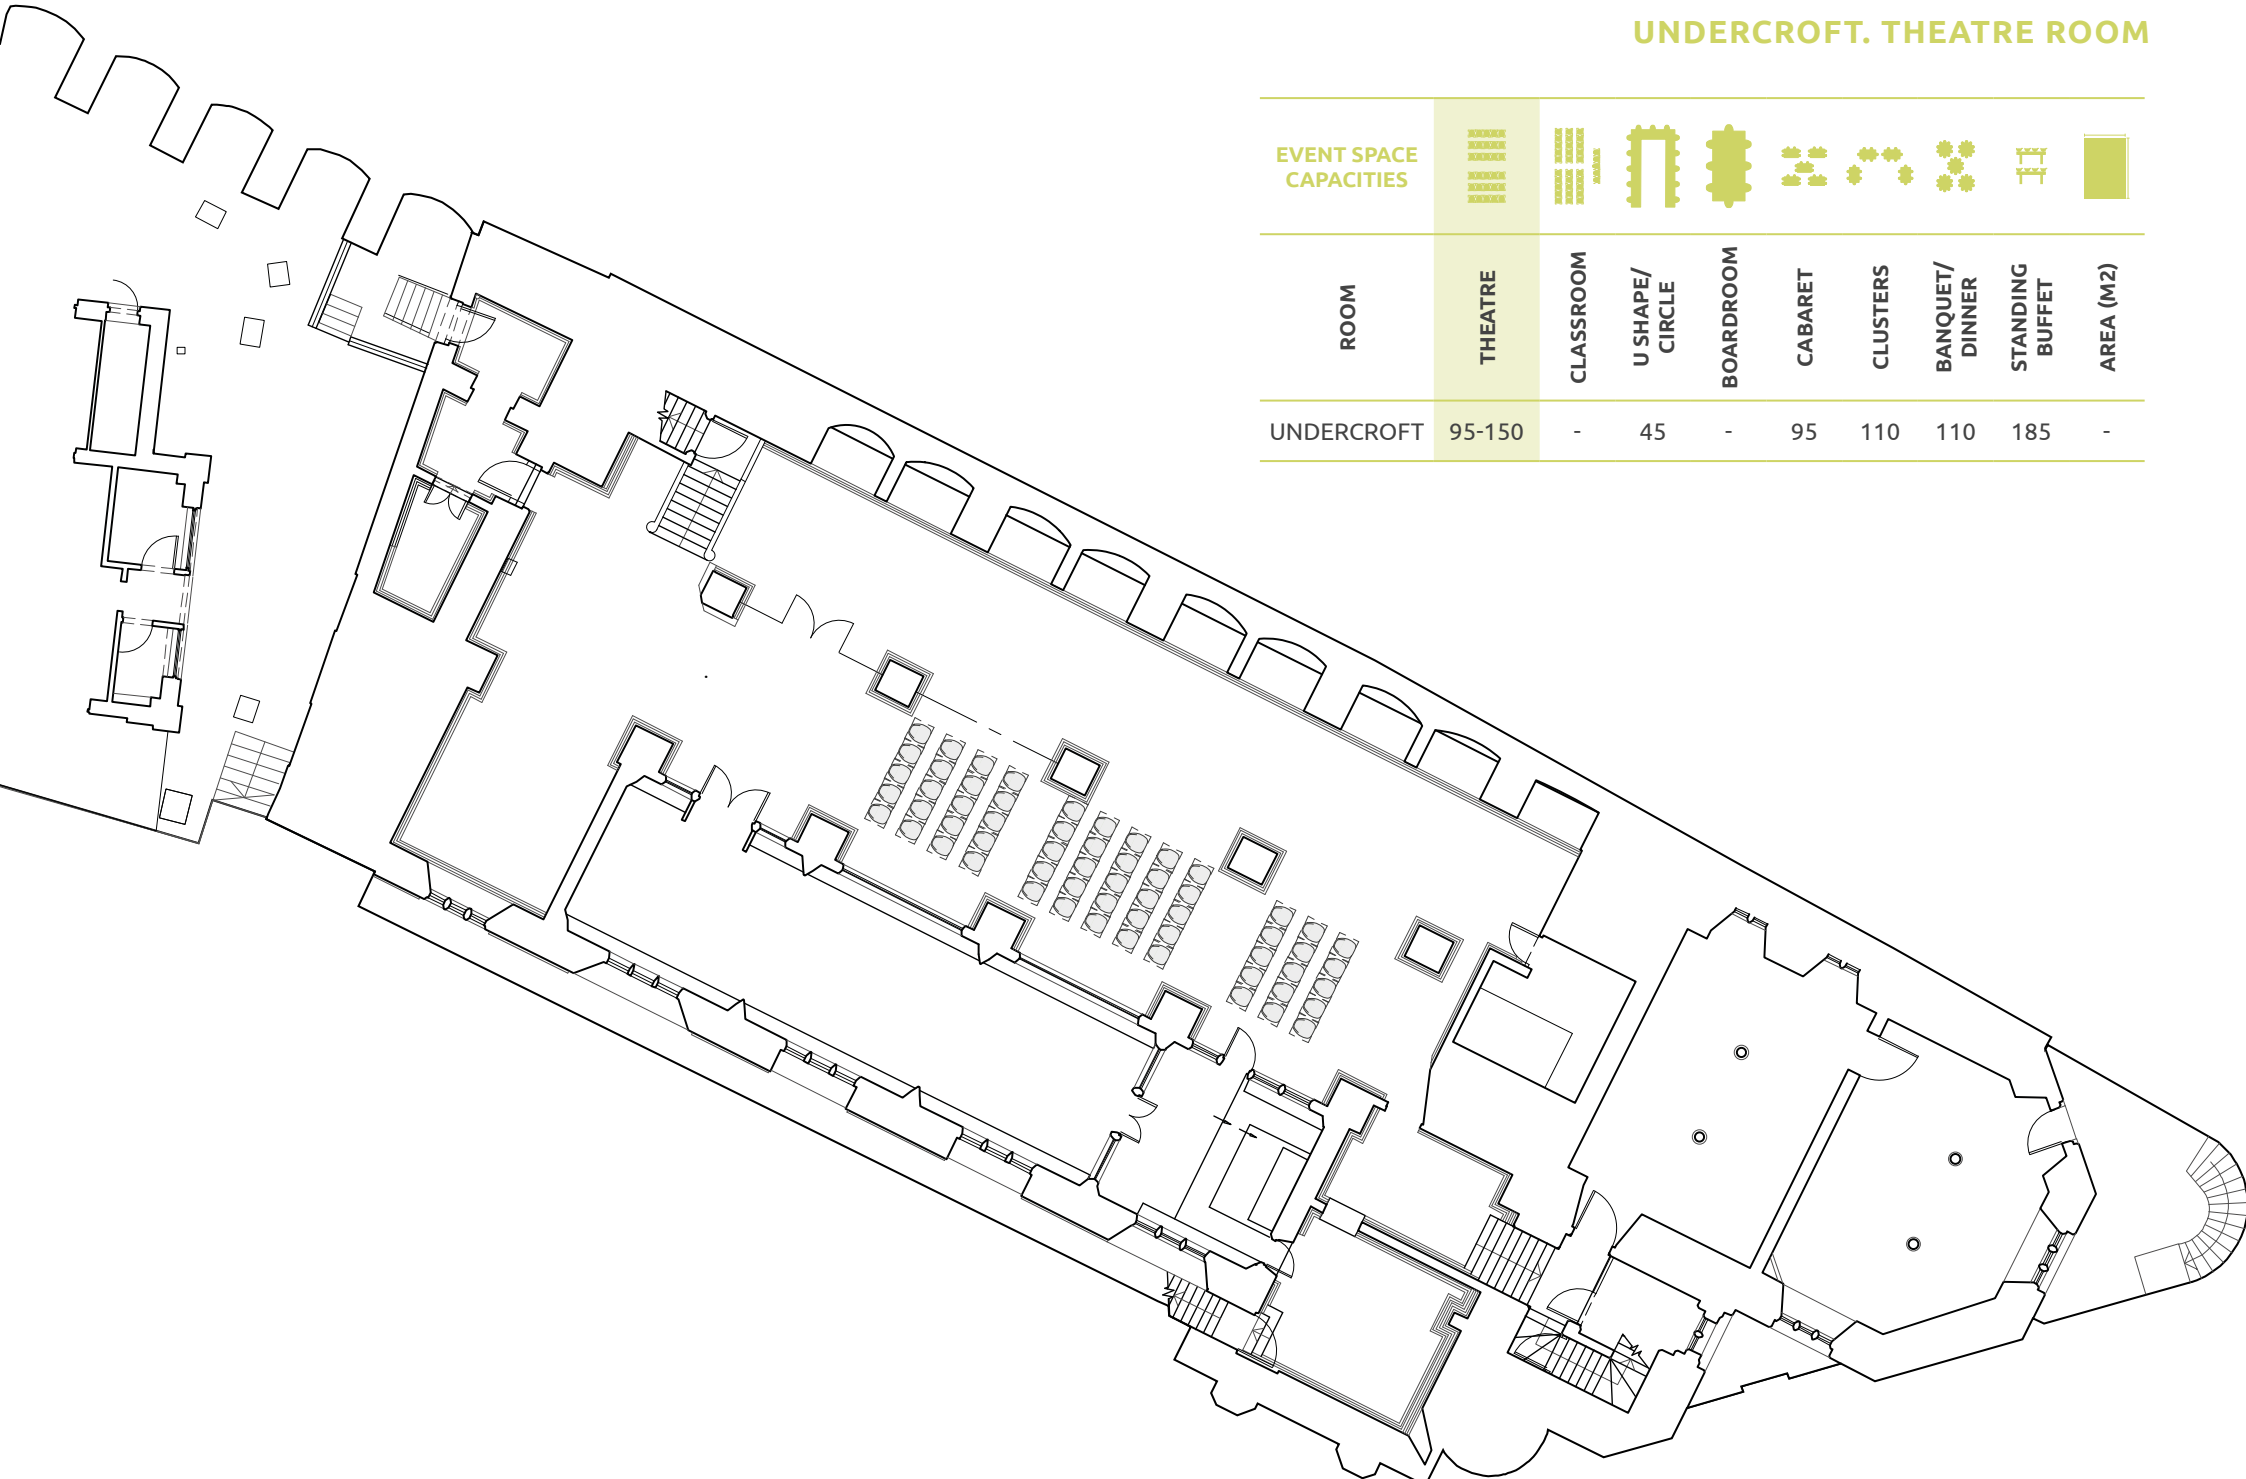 UNDERCROFT. THEATRE ROOM
EVENT SPACE
CAPACITIES
ROOM
THEATRE
CLASSROOM
U SHAPE/
CIRCLE
BOARDROOM
CABARET
CLUSTERS
BANQUET/
DINNER
STANDING
BUFFET
AREA (M2)
UNDERCROFT 95-150 - 45 - 95 110 110 185 -